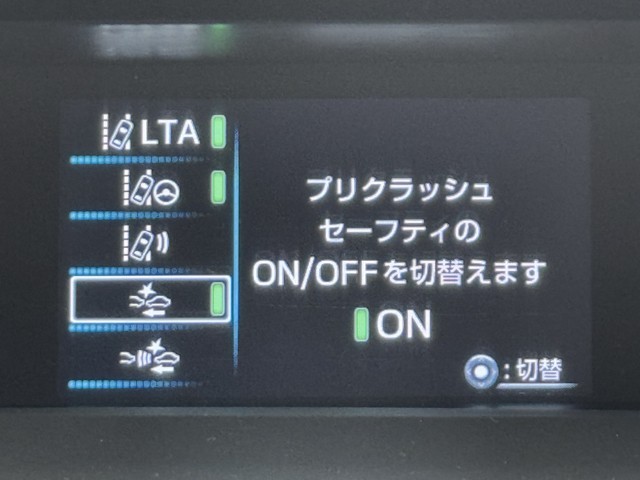 LTA
プリクラッシュ
セーフティの
ON/OFFを切替えます
ON
:切替